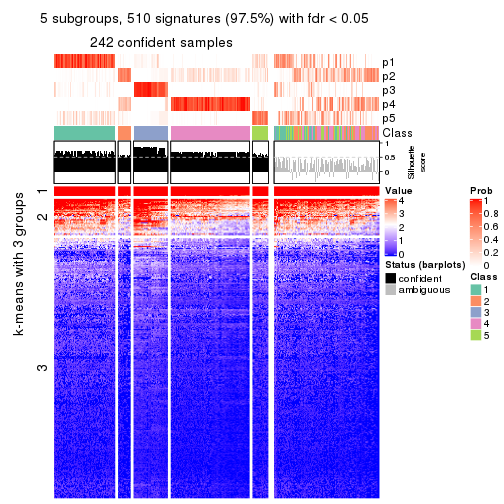 5 subgroups, 510 signatures (97.5%) with fdr < 0.05
242 confident samples
p1
p2
p3
p4
p5
Class
1
0.5
0
Silhouette
score
k-means with 3 groups
1
2
3
Value
4
3
2
1
0
Status (barplots)
confident
ambiguous
Prob
1
0.8
0.6
0.4
0.2
0
Class
1
2
3
4
5